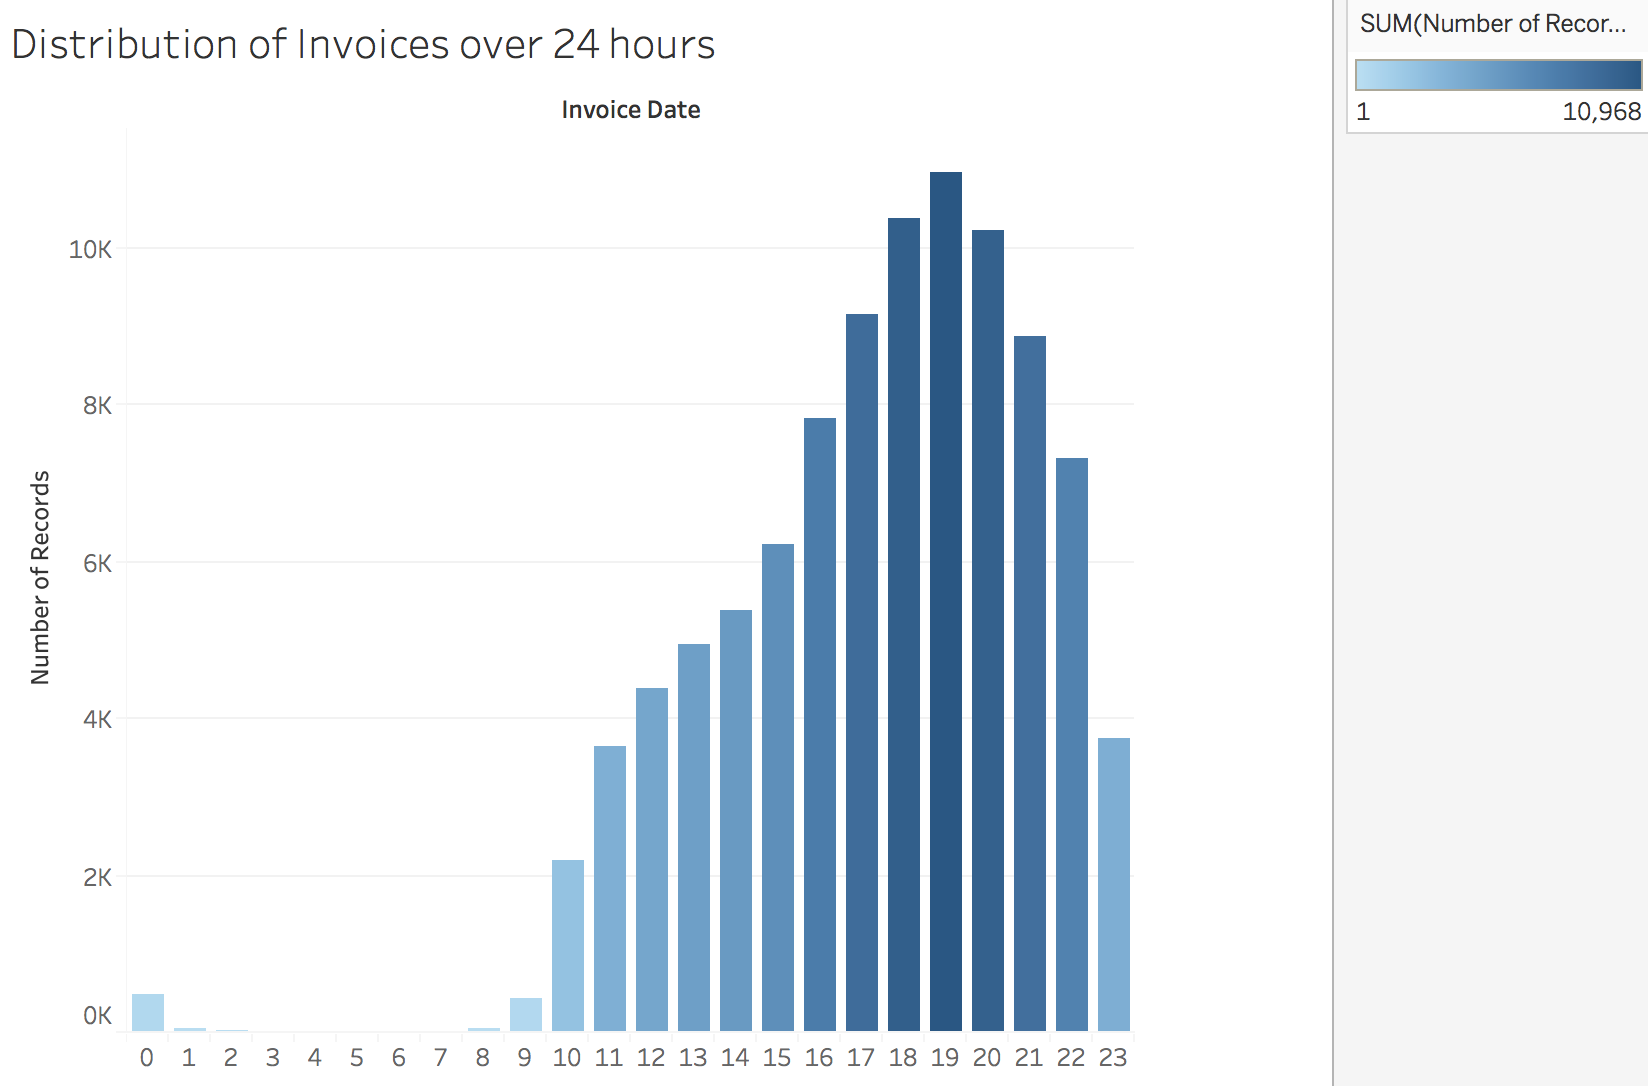 Distribution of Invoices over 24 hours
Invoice Date
Number of Records
10K
8K
6K
4K
2K
0K
0 1 2 3 4 5 6 7 8 9 10 11 12 13 14 15 16 17 18 19 20 21 22 23
SUM(Number of Recor...
1 10,968